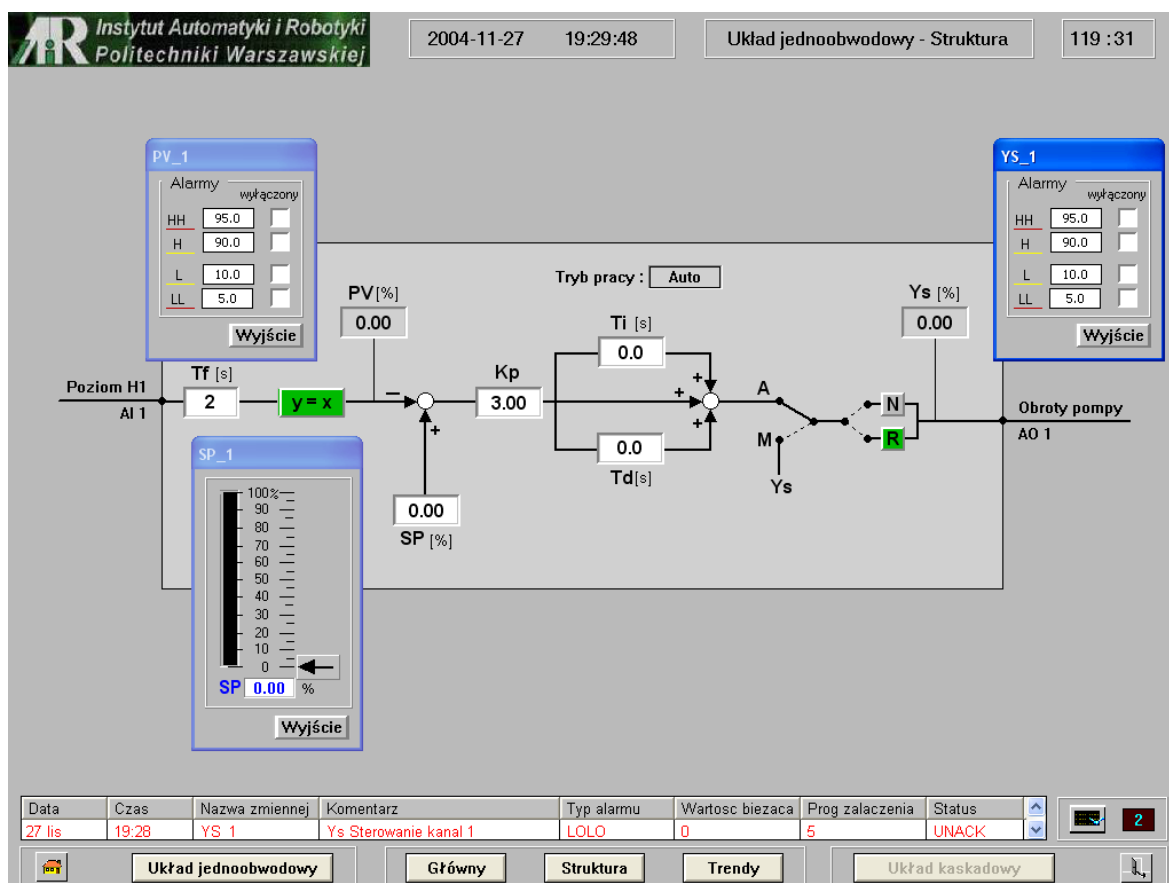 AiR Instytut Automatyki i Robotyki
Politechniki Warszawskiej
2004-11-27 19:29:48
Układ jednoobwodowy - Struktura
119 :31
PV_1
Alarmy
wyłączony
HH 95.0
H 90.0
L 10.0
LL 5.0
Wyjście
YS_1
Alarmy
wyłączony
HH 95.0
H 90.0
L 10.0
LL 5.0
Wyjście
Tryb pracy : Auto
PV [%]
0.00
Ys [%]
0.00
Ti [s]
0.0
Poziom H1
AI 1
Tf [s]
2
y = x
Kp
3.00
A
M
Ys
N
R
Obroty pompy
AO 1
0.0
Td[s]
0.00
SP [%]
SP_1
100%
90
80
70
60
50
40
30
20
10
0
SP 0.00 %
Wyjście
Data Czas Nazwa zmiennej Komentarz Typ alarmu Wartosc biezaca Prog zalaczenia Status
27 lis 19:28 YS_1 Ys Sterowanie kanal 1 LOLO 0 5 UNACK
2
Układ jednoobwodowy Główny Struktura Trendy Układ kaskadowy